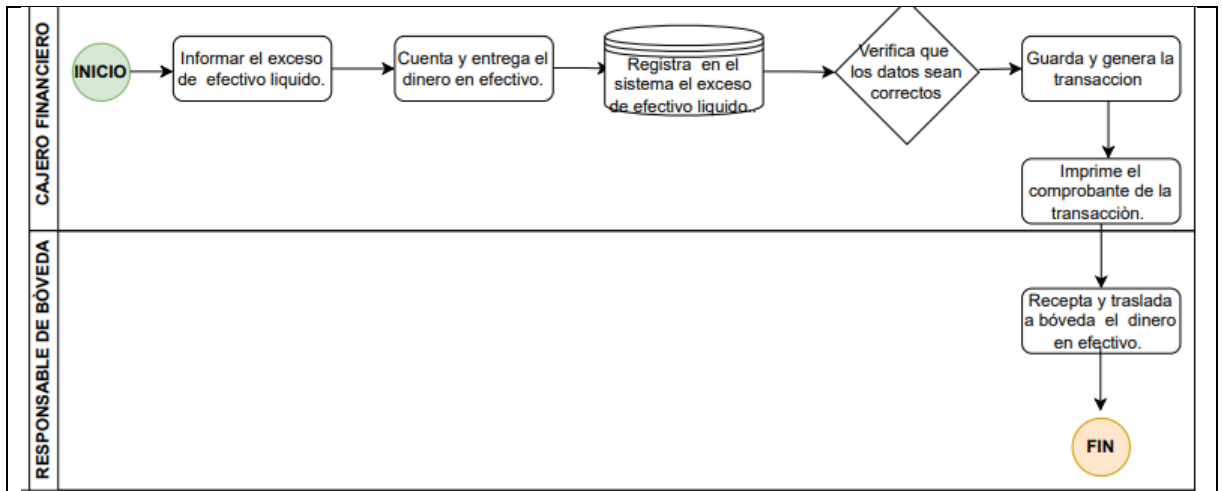 CAJERO FINANCIERO
INICIO
Informar el exceso
de efectivo liquido.
Cuenta y entrega el
dinero en efectivo.
Registra en el
sistema el exceso
de efectivo liquido..
Verifica que
los datos sean
correctos
Guarda y genera la
transaccion
Imprime el
comprobante de la
transacciòn.
RESPONSABLE DE BÓVEDA
Recepta y traslada
a bóveda el dinero
en efectivo.
FIN